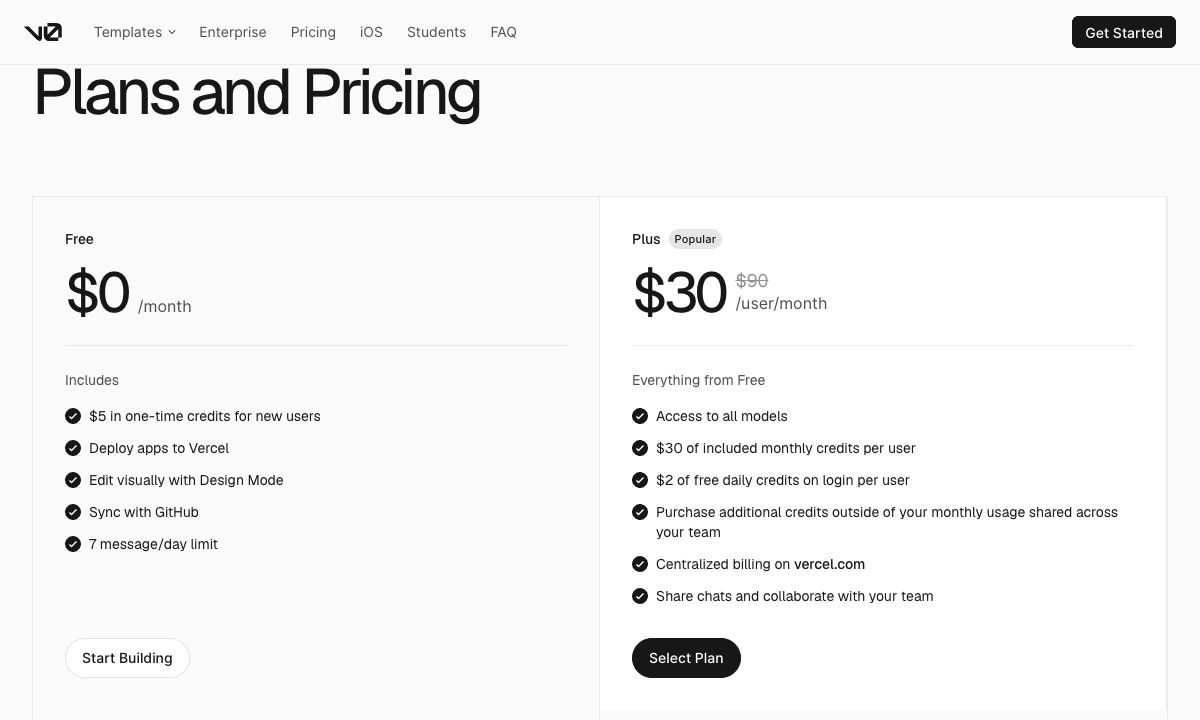 v0
Templates
Enterprise
Pricing
iOS
Students
FAQ
Get Started
Plans and Pricing
Free
$0 /month
Includes
$5 in one-time credits for new users
Deploy apps to Vercel
Edit visually with Design Mode
Sync with GitHub
7 message/day limit
Start Building
Plus
Popular
$30
$90
/user/month
Everything from Free
Access to all models
$30 of included monthly credits per user
$2 of free daily credits on login per user
Purchase additional credits outside of your monthly usage shared across
your team
Centralized billing on vercel.com
Share chats and collaborate with your team
Select Plan